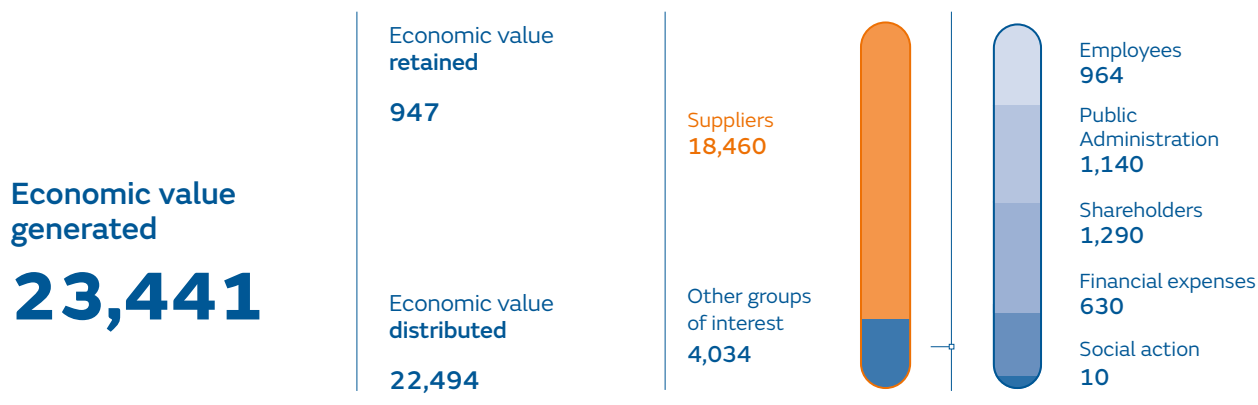 Economic value
generated
23,441
Economic value
retained
947
Economic value
distributed
22,494
Suppliers
18,460
Other groups
of interest
4,034
Employees
964
Public
Administration
1,140
Shareholders
1,290
Financial expenses
630
Social action
10